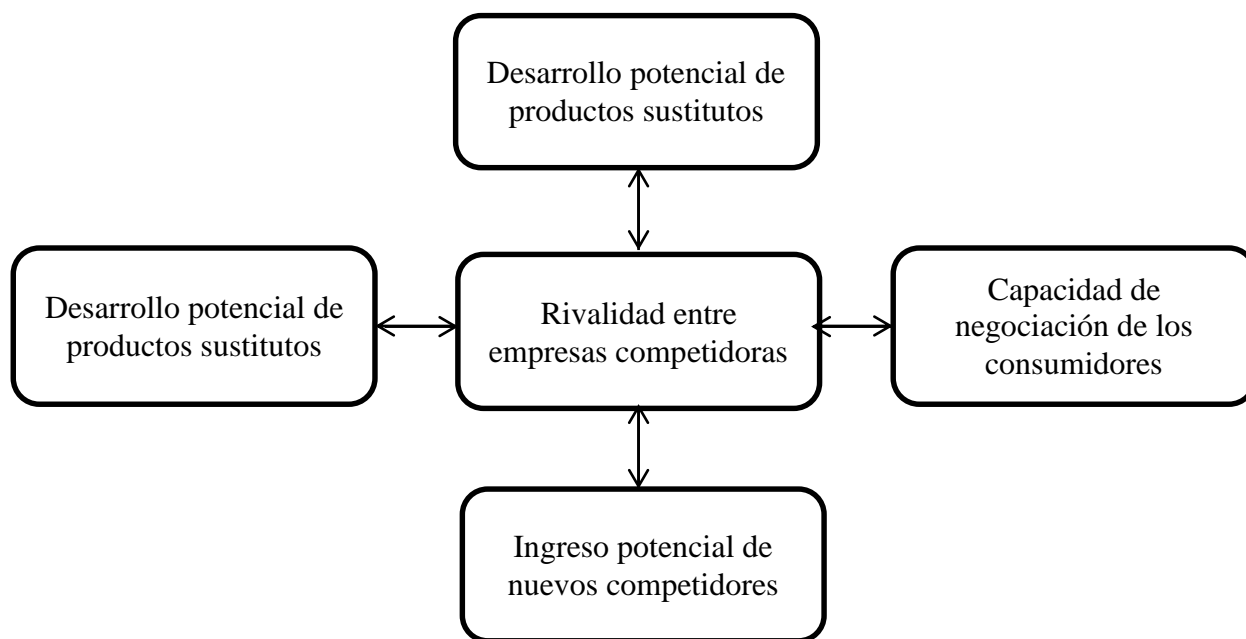 Desarrollo potencial de
productos sustitutos
Desarrollo potencial de
productos sustitutos
Rivalidad entre
empresas competidoras
Capacidad de
negociación de los
consumidores
Ingreso potencial de
nuevos competidores